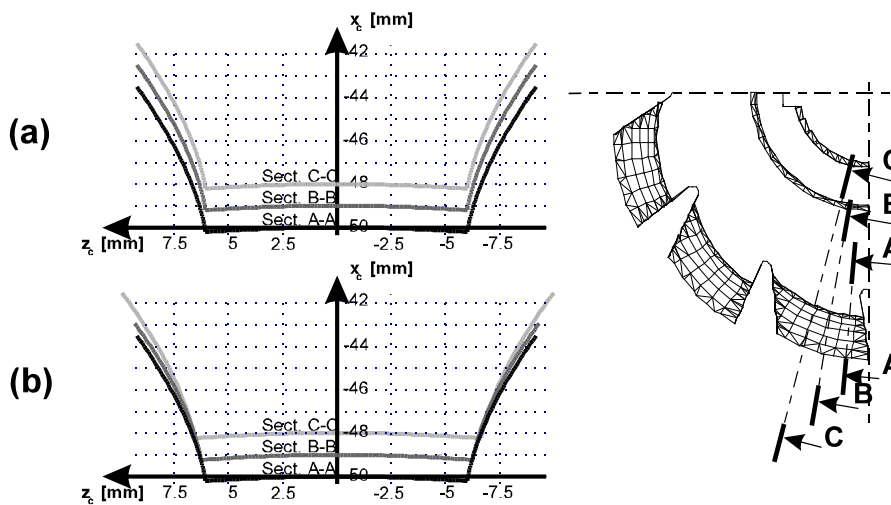 (a)
x_c [mm]
-42
-44
-46
-48
-50
Sect. C-C
Sect. B-B
Sect. A-A
z_c [mm]
7.5
5
2.5
-2.5
-5
-7.5
(b)
x_c [mm]
-42
-44
-46
-48
-50
Sect. C-C
Sect. B-B
Sect. A-A
z_c [mm]
7.5
5
2.5
-2.5
-5
-7.5
C
B
A
A
B
C